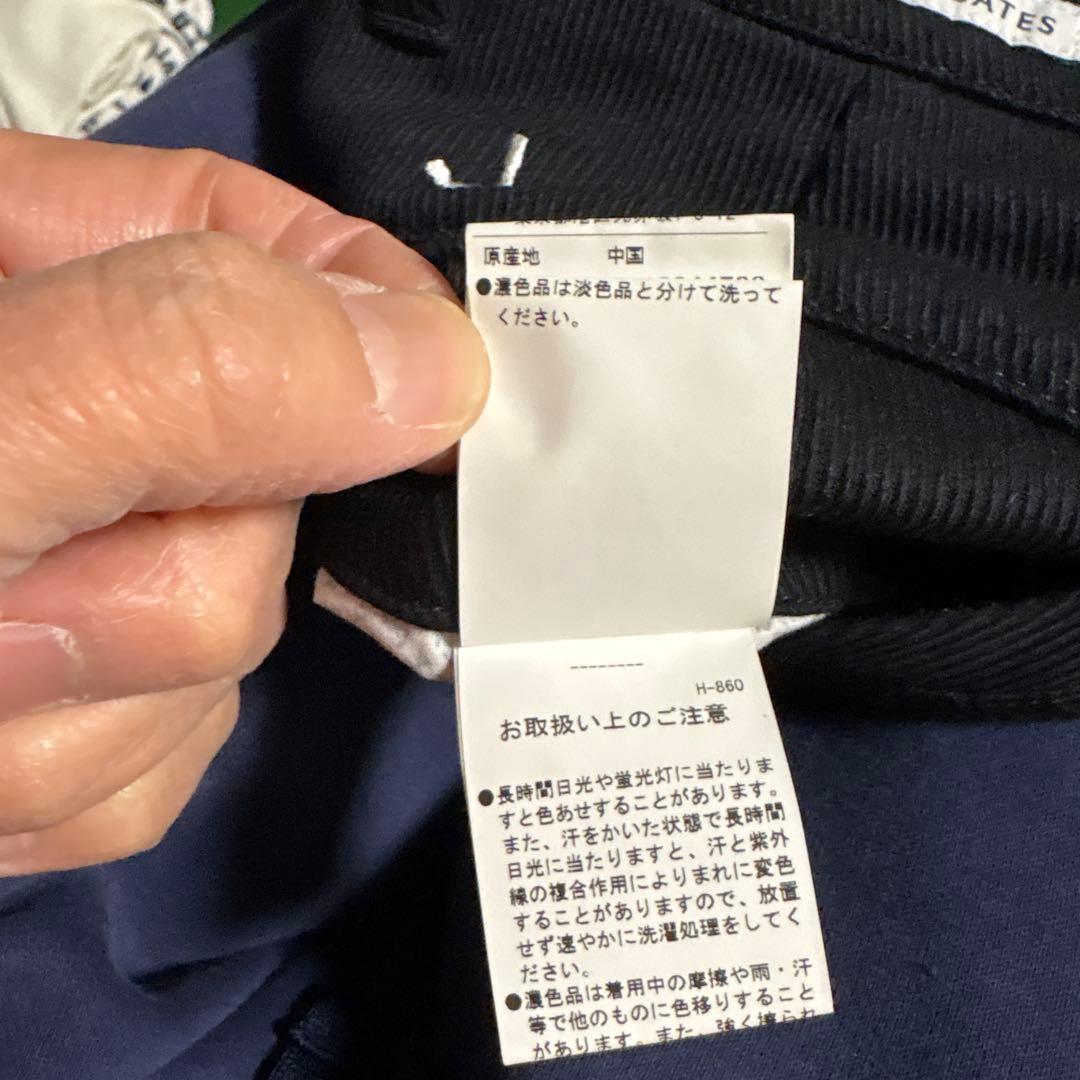 ATES
原産地 中国
●濃色品は淡色品と分けて洗って
ください。
--------
H-860
お取扱い上のご注意
●長時間日光や蛍光灯に当たりま
すと色あせすることがあります。
また、汗をかいた状態で長時間
日光に当たりますと、汗と紫外
線の複合作用によりまれに変色
することがありますので、放置
せず速やかに洗濯処理をしてく
ださい。
●濃色品は着用中の摩擦や雨・汗
等で他のものに色移りすること
があります。また、強く擦られ